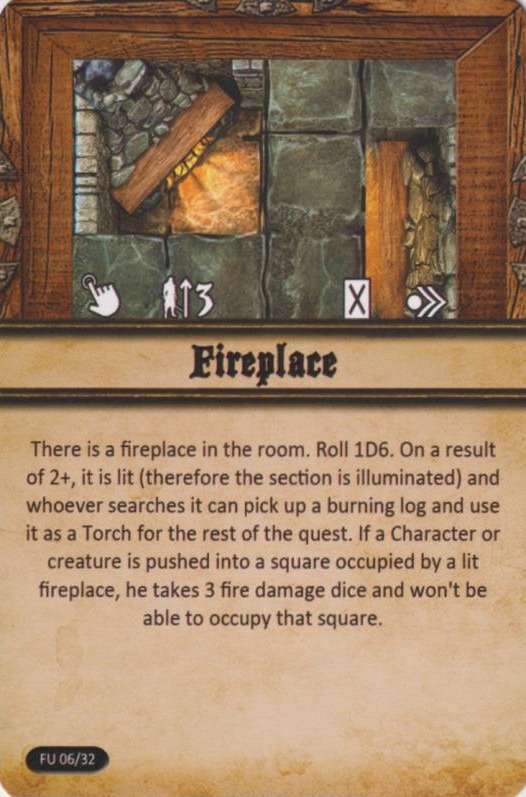 3
X
Fireplace
There is a fireplace in the room. Roll 1D6. On a result
of 2+, it is lit (therefore the section is illuminated) and
whoever searches it can pick up a burning log and use
it as a Torch for the rest of the quest. If a Character or
creature is pushed into a square occupied by a lit
fireplace, he takes 3 fire damage dice and won't be
able to occupy that square.
FU 06/32